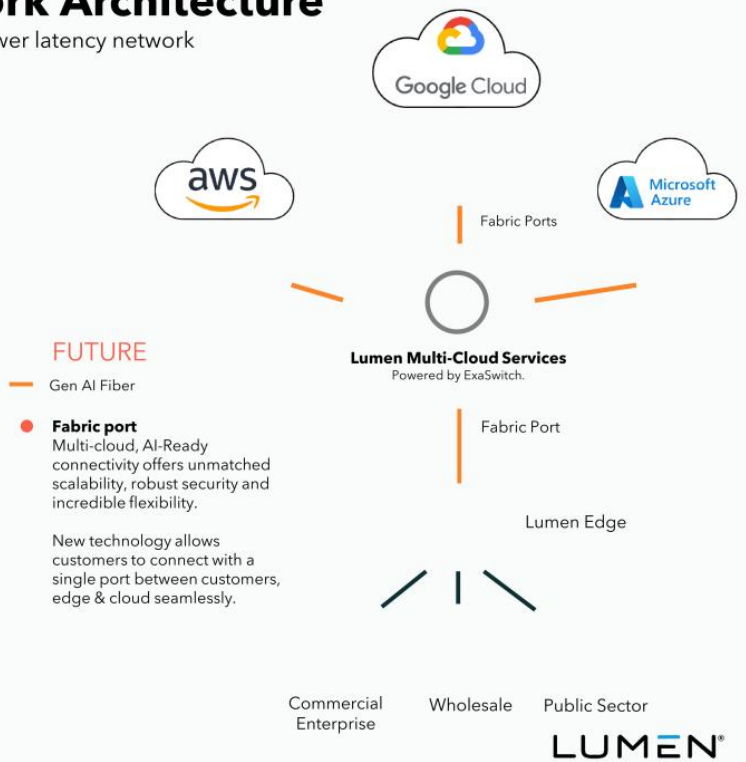 Architecture
latency network
Google Cloud
aws
Microsoft
Azure
Fabric Ports
FUTURE
Gen AI Fiber
Fabric port
Multi-cloud, AI-Ready
connectivity offers unmatched
scalability, robust security and
incredible flexibility.
New technology allows
customers to connect with a
single port between customers,
edge & cloud seamlessly.
Lumen Multi-Cloud Services
Powered by ExaSwitch.
Fabric Port
Lumen Edge
Commercial
Enterprise
Wholesale
Public Sector
LUMEN®